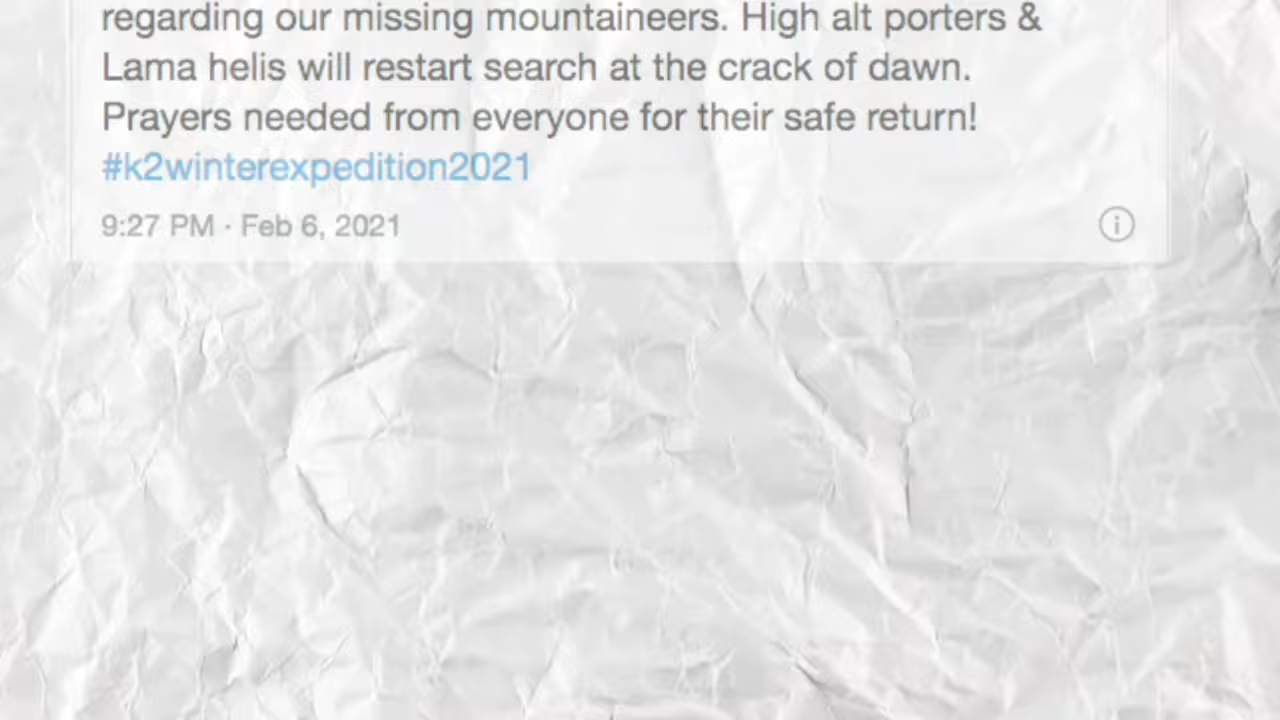 regarding our missing mountaineers. High alt porters &
Lama helis will restart search at the crack of dawn.
Prayers needed from everyone for their safe return!
#k2winterexpedition2021
9:27 PM · Feb 6, 2021